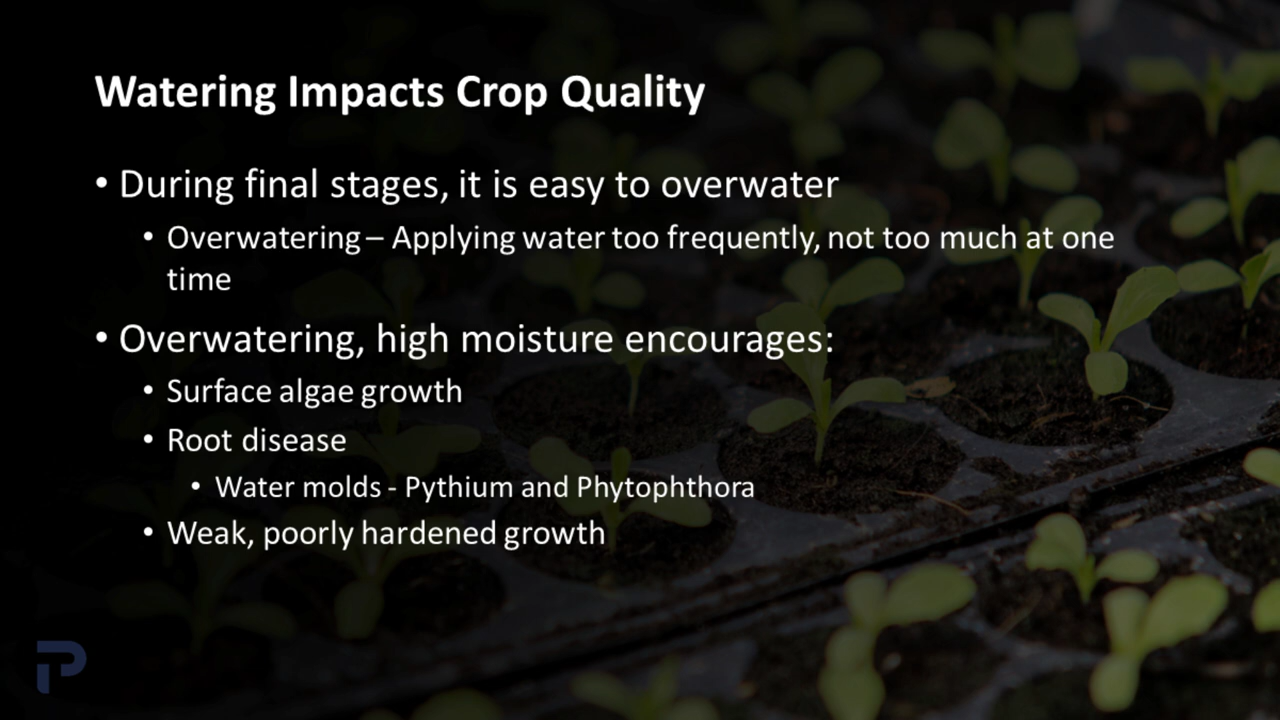 Watering Impacts Crop Quality
• During final stages, it is easy to overwater
• Overwatering – Applying water too frequently, not too much at one
time
• Overwatering, high moisture encourages:
• Surface algae growth
• Root disease
• Water molds - Pythium and Phytophthora
• Weak, poorly hardened growth